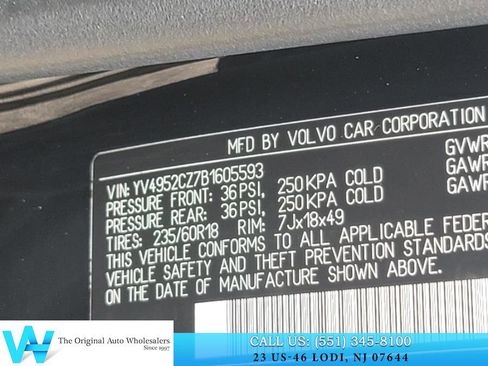 MFD BY VOLVO CAR CORPORATION
VIN: YV4952CZ7B1605593
PRESSURE FRONT: 36PSI, 250KPA COLD
PRESSURE REAR: 36PSI, 250KPA COLD
TIRES: 235/60R18 RIM: 7Jx18x49
THIS VEHICLE CONFORMS TO ALL APPLICABLE FEDER
VEHICLE SAFETY AND THEFT PREVENTION STANDARDS
ON THE DATE OF MANUFACTURE SHOWN ABOVE.
GVWR
GAWR
GAWR
The Original Auto Wholesalers
Since 1997
CALL US: (551) 345-8100
23 US-46 LODI, NJ 07644